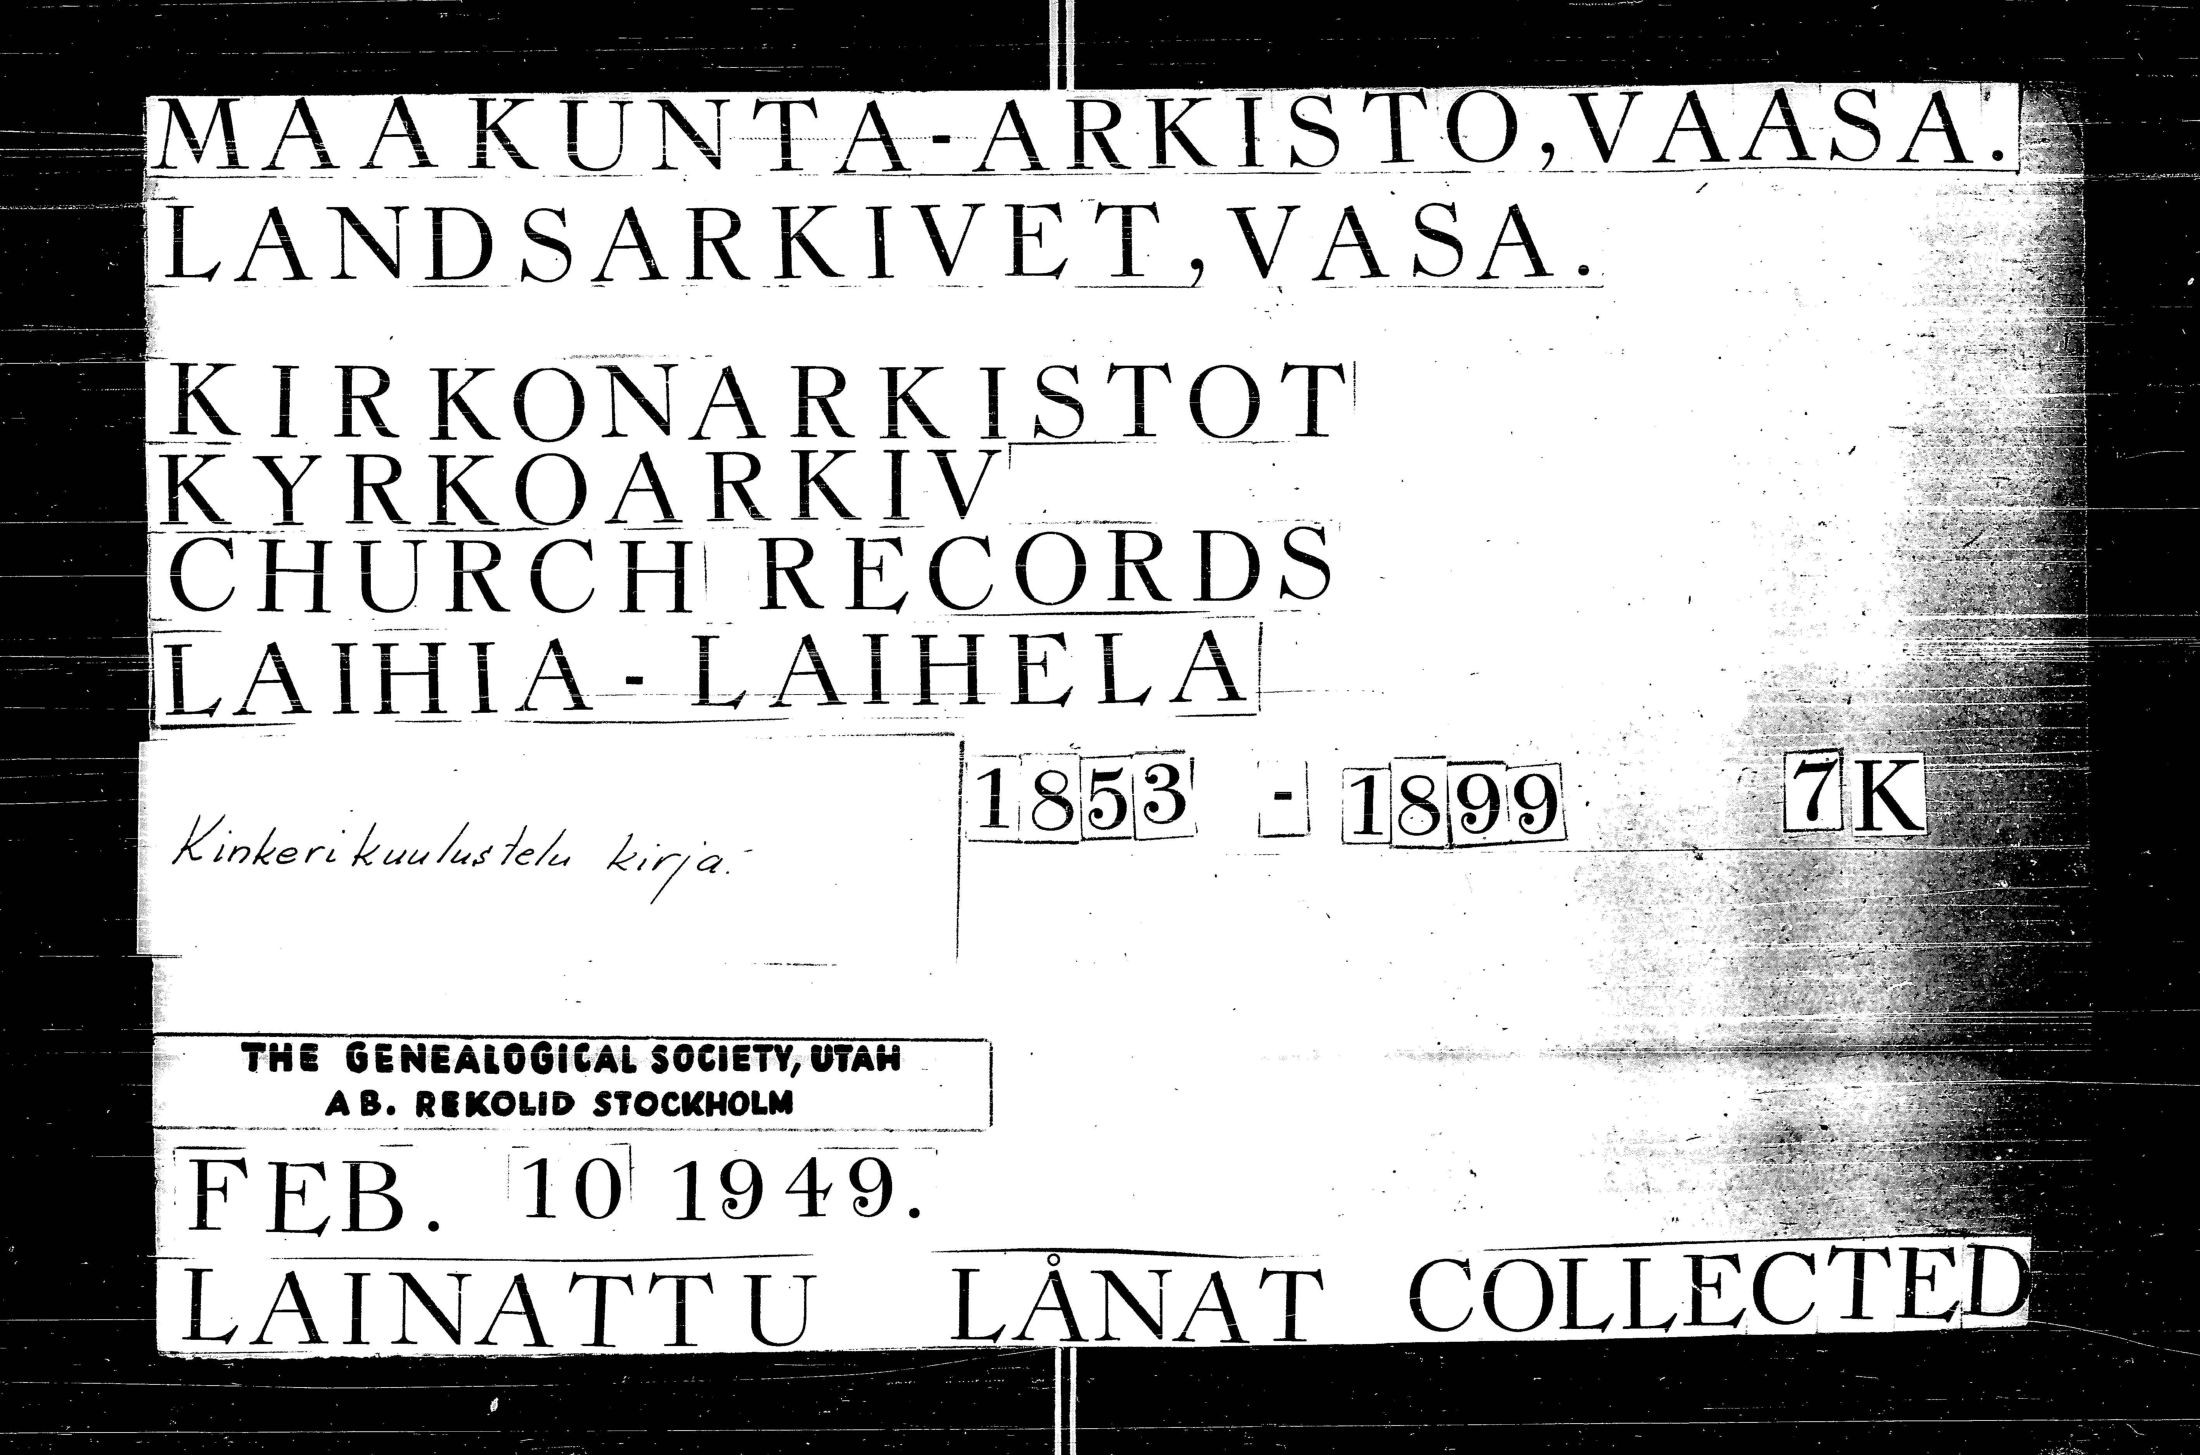 MAAKUNTA-ARKISTO, VAASA.
LANDSARKIVET, VASA.
KIRKONARKISTOT
KYRKOARKIV
CHURCH RECORDS
LAIHIA - LAIHELA
1853 - 1899 7K
Kinkerikuulustelu kirja.
THE GENEALOGICAL SOCIETY, UTAH
AB. REKOLID STOCKHOLM
FEB. 10 1949.
LAINATTU LÅNAT COLLECTED